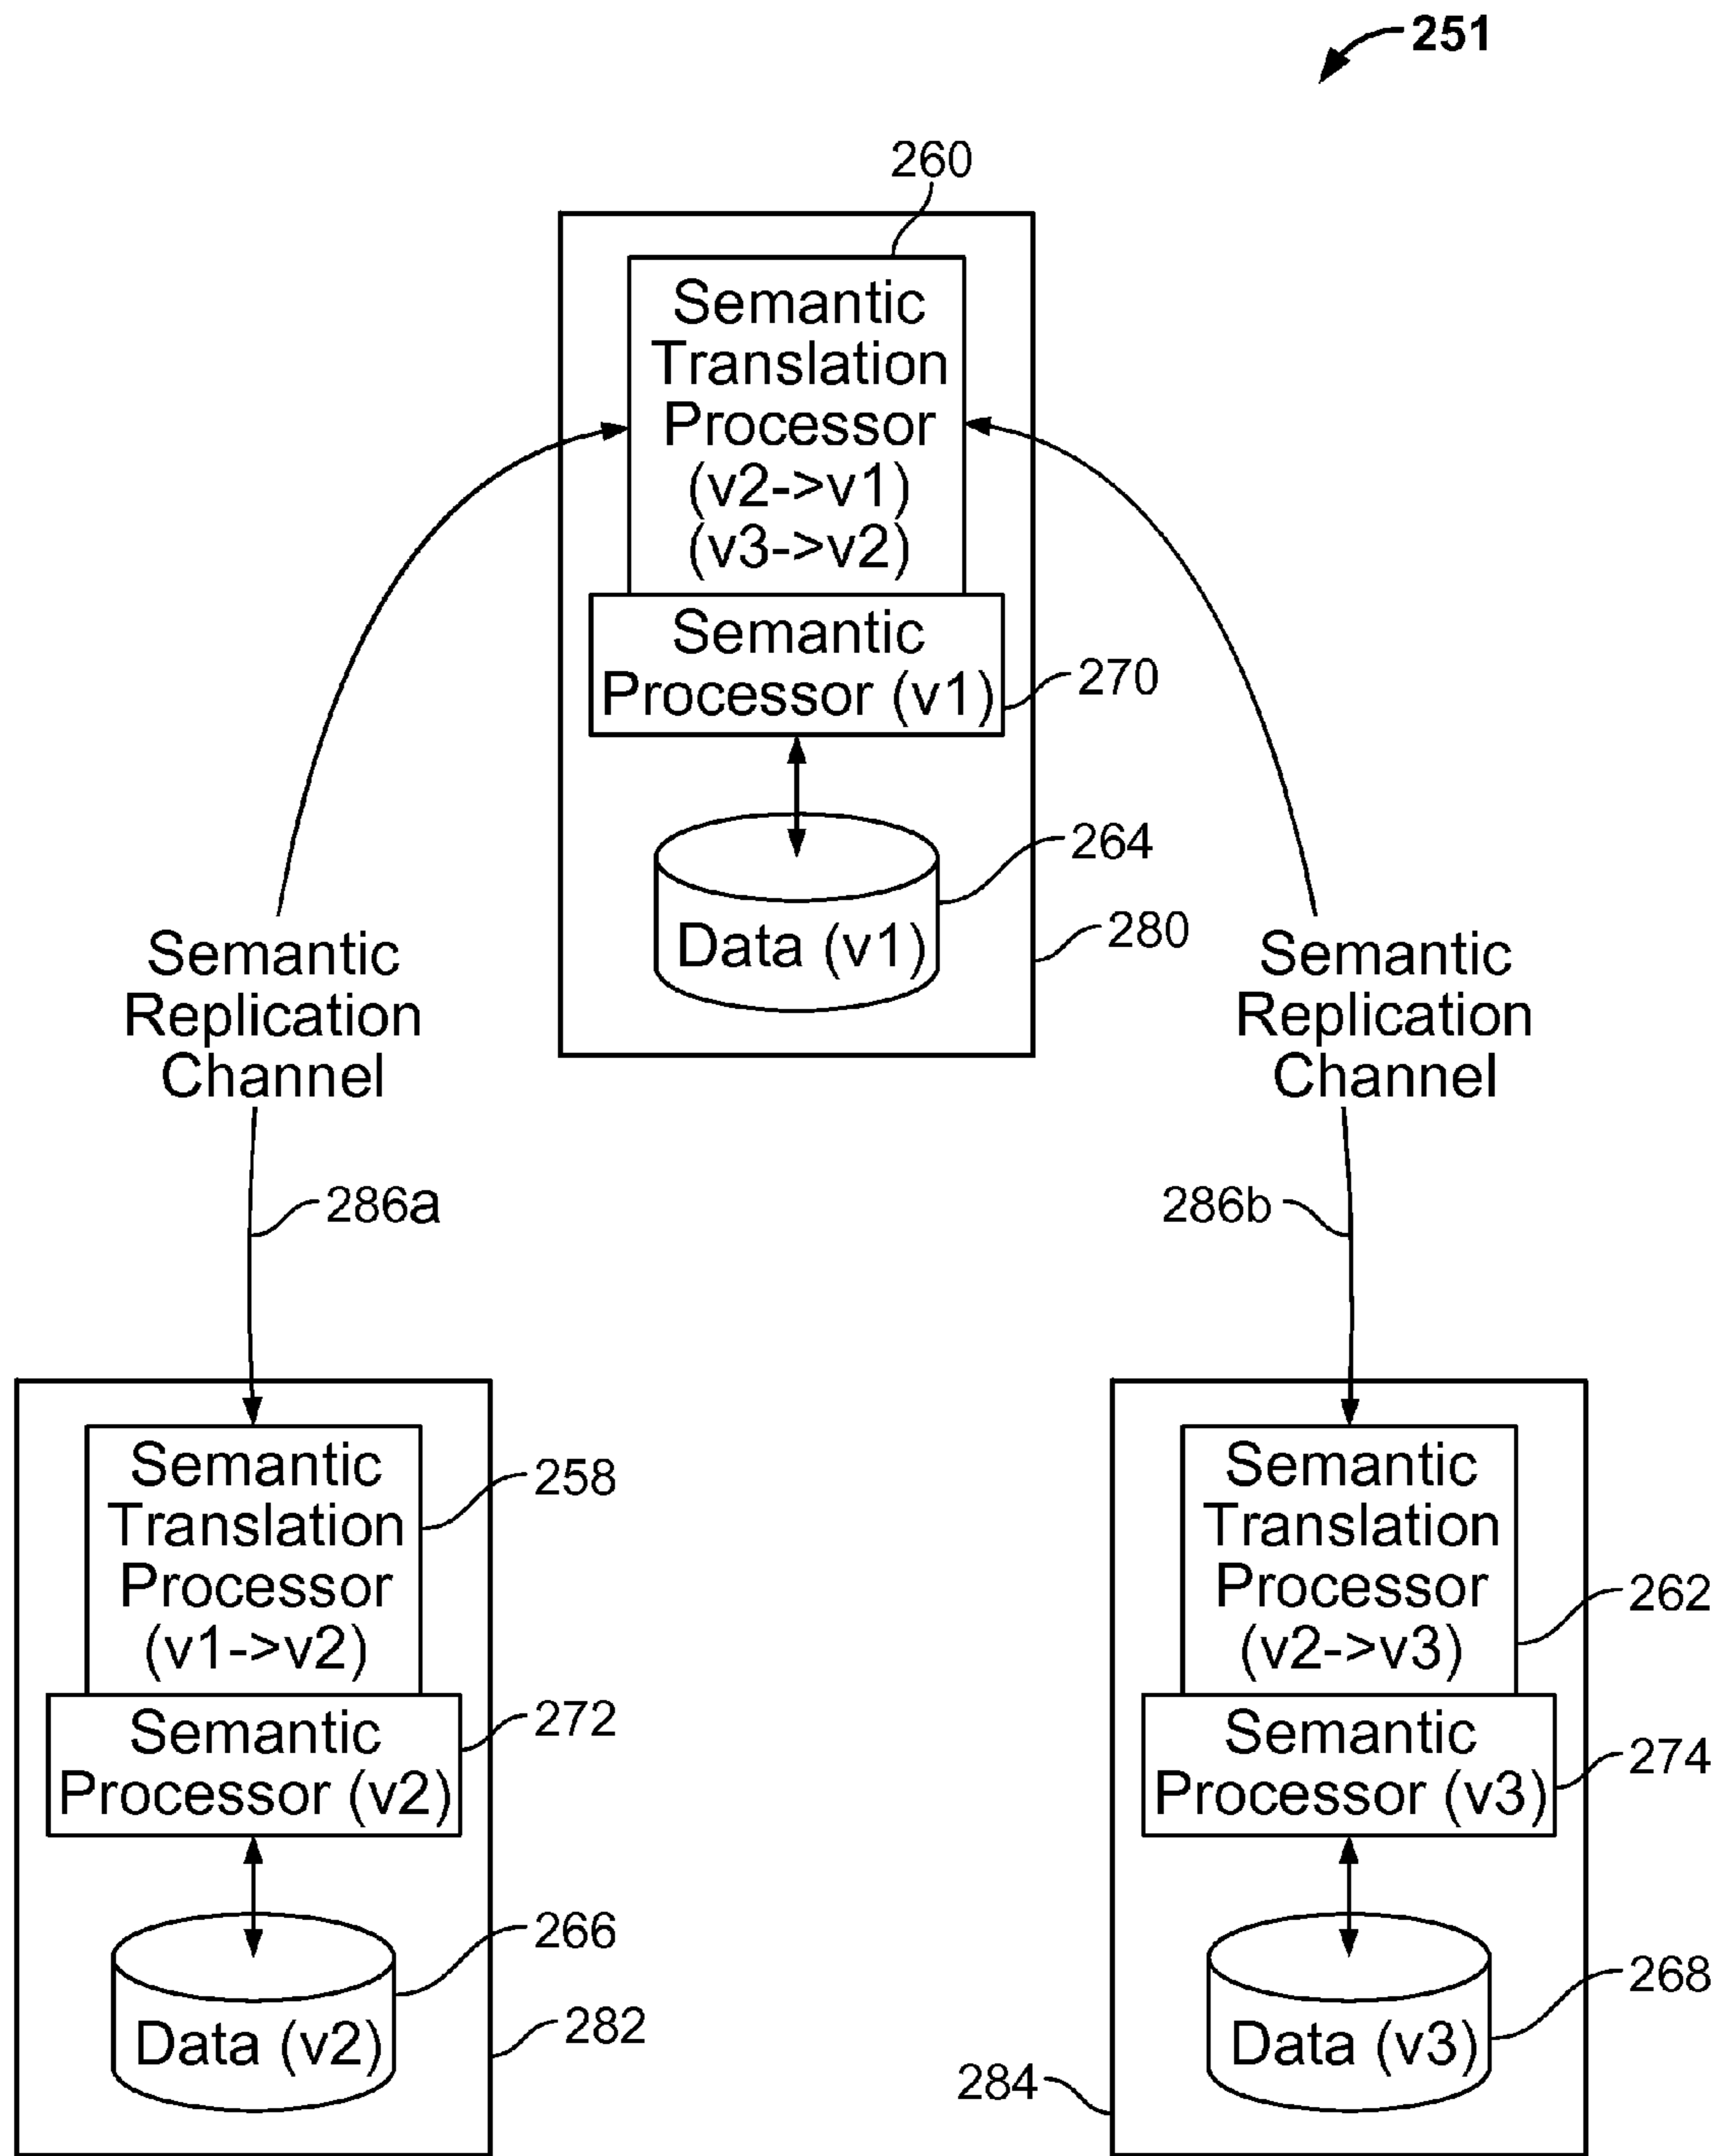 251
260
Semantic
Translation
Processor
(v2->v1)
(v3->v2)
Semantic
Processor (v1)
270
264
Data (v1)
280
Semantic
Replication
Channel
Semantic
Replication
Channel
286a
286b
Semantic
Translation
Processor
(v1->v2)
258
Semantic
Processor (v2)
272
266
Data (v2)
282
Semantic
Translation
Processor
(v2->v3)
262
Semantic
Processor (v3)
274
268
Data (v3)
284